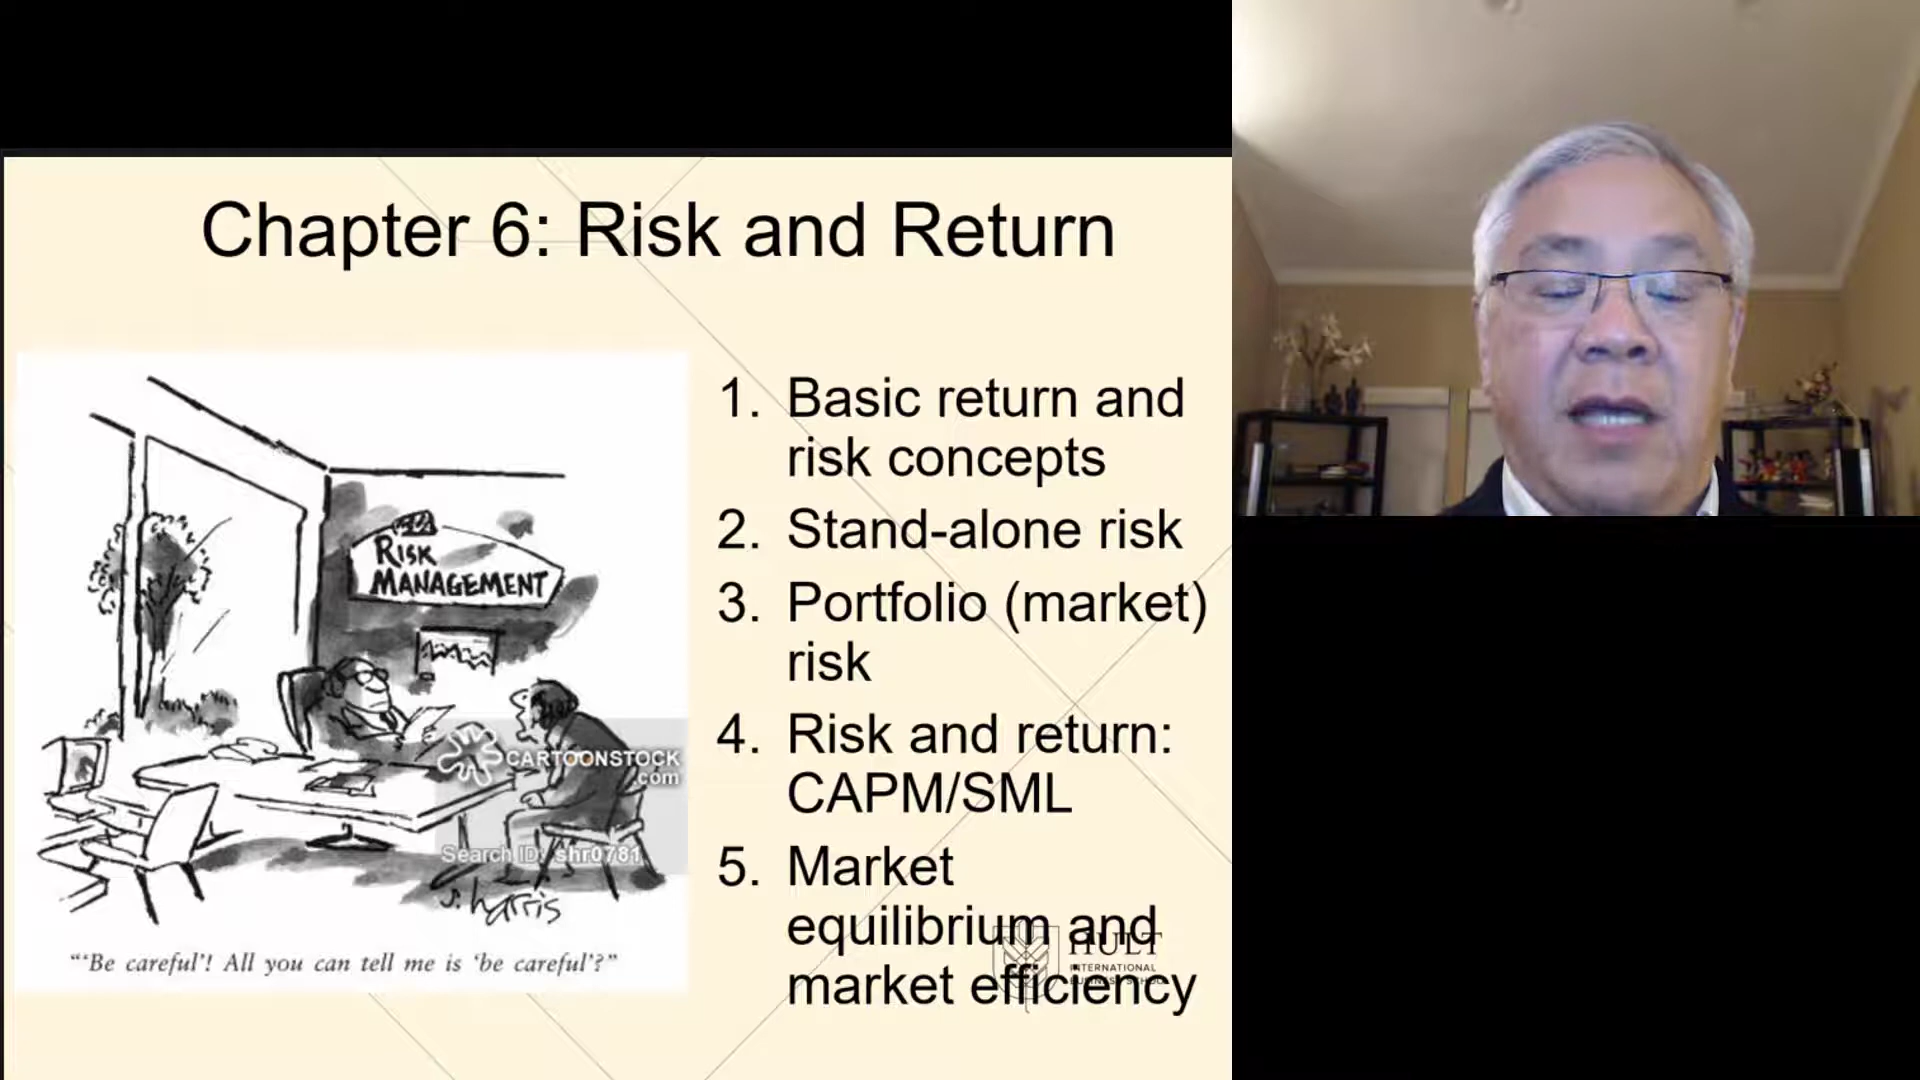 Chapter 6: Risk and Return
RISK
MANAGEMENT
CARTOONSTOCK
.com
Search ID: shr0781
S. harris
"'Be careful'! All you can tell me is 'be careful'?"
1. Basic return and
risk concepts
2. Stand-alone risk
3. Portfolio (market)
risk
4. Risk and return:
CAPM/SML
5. Market
equilibrium and
market efficiency
HULT
INTERNATIONAL
BUSINESS SCHOOL